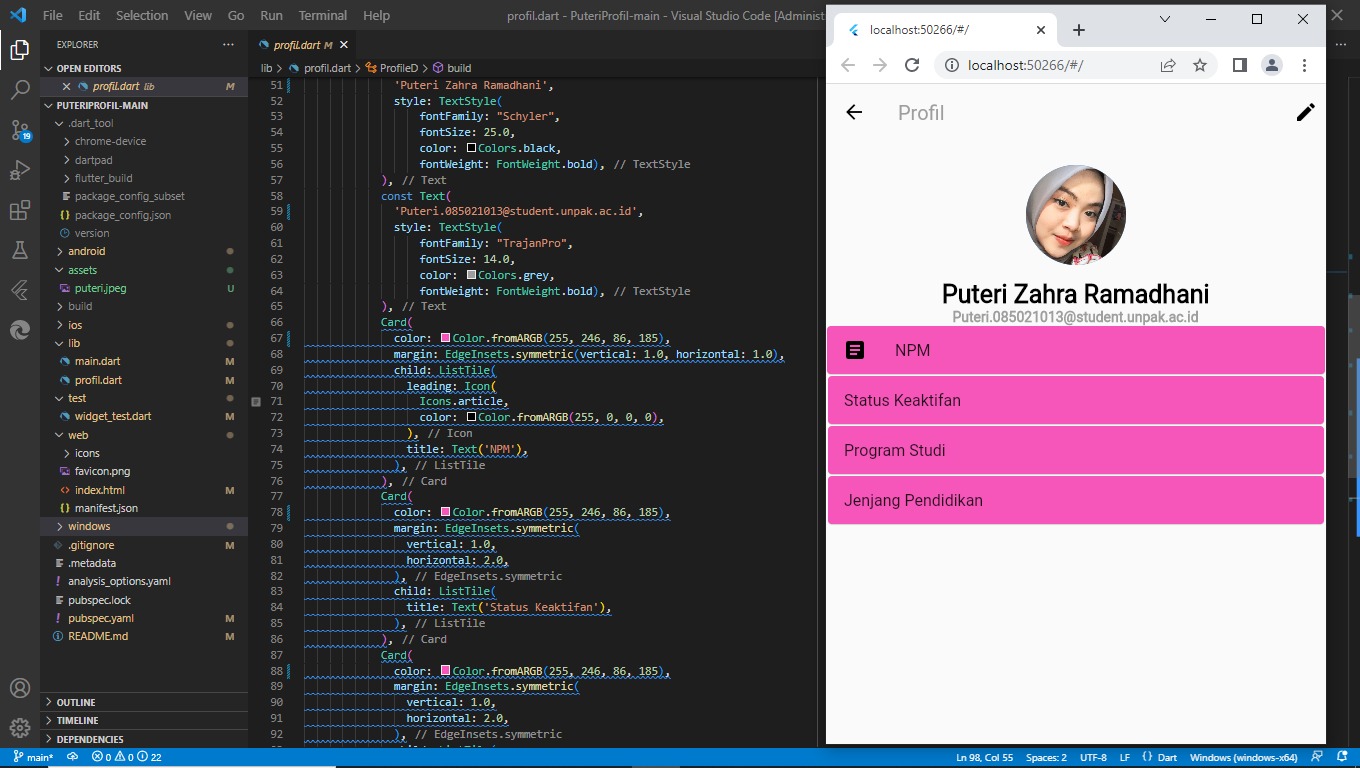 File Edit Selection View Go Run Terminal Help
profil.dart - PuteriProfil-main - Visual Studio Code [Administ
EXPLORER
OPEN EDITORS
profil.dart lib M
PUTERIPROFIL-MAIN
.dart_tool
chrome-device
dartpad
flutter_build
package_config_subset
package_config.json
version
android
assets
puteri.jpeg U
build
ios
lib
main.dart M
profil.dart M
test
widget_test.dart M
web
icons
favicon.png
index.html M
manifest.json
windows
.gitignore M
.metadata
analysis_options.yaml
pubspec.lock
pubspec.yaml M
README.md M
OUTLINE
TIMELINE
DEPENDENCIES
19
profil.dart M
lib > profil.dart > ProfileD > build
51 'Puteri Zahra Ramadhani',
52 style: TextStyle(
53 fontFamily: "Schyler",
54 fontSize: 25.0,
55 color: Colors.black,
56 fontWeight: FontWeight.bold), // TextStyle
57 ), // Text
58 const Text(
59 'Puteri.085021013@student.unpak.ac.id',
60 style: TextStyle(
61 fontFamily: "TrajanPro",
62 fontSize: 14.0,
63 color: Colors.grey,
64 fontWeight: FontWeight.bold), // TextStyle
65 ), // Text
66 Card(
67 color: Color.fromARGB(255, 246, 86, 185),
68 margin: EdgeInsets.symmetric(vertical: 1.0, horizontal: 1.0),
69 child: ListTile(
70 leading: Icon(
71 Icons.article,
72 color: Color.fromARGB(255, 0, 0, 0),
73 ), // Icon
74 title: Text('NPM'),
75 ), // ListTile
76 ), // Card
77 Card(
78 color: Color.fromARGB(255, 246, 86, 185),
79 margin: EdgeInsets.symmetric(
80 vertical: 1.0,
81 horizontal: 2.0,
82 ), // EdgeInsets.symmetric
83 child: ListTile(
84 title: Text('Status Keaktifan'),
85 ), // ListTile
86 ), // Card
87 Card(
88 color: Color.fromARGB(255, 246, 86, 185),
89 margin: EdgeInsets.symmetric(
90 vertical: 1.0,
91 horizontal: 2.0,
92 ), // EdgeInsets.symmetric
localhost:50266/#/
localhost:50266/#/
Profil
Puteri Zahra Ramadhani
Puteri.085021013@student.unpak.ac.id
NPM
Status Keaktifan
Program Studi
Jenjang Pendidikan
main* 0 0 22
Ln 98, Col 55 Spaces: 2 UTF-8 LF {} Dart Windows (windows-x64)